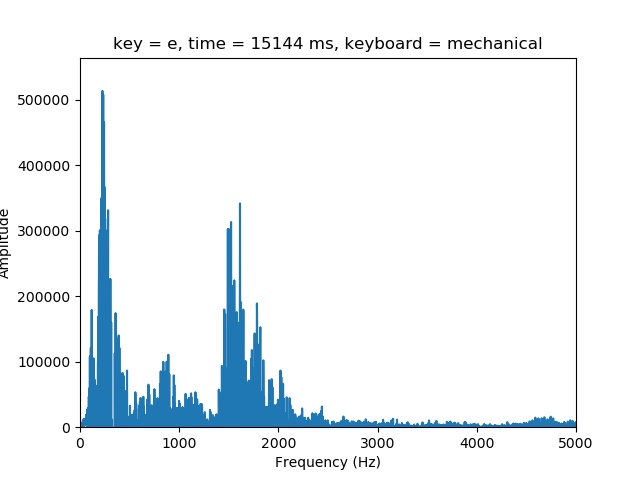 key = e, time = 15144 ms, keyboard = mechanical
500000
400000
300000
200000
100000
0
Amplitude
0 1000 2000 3000 4000 5000
Frequency (Hz)